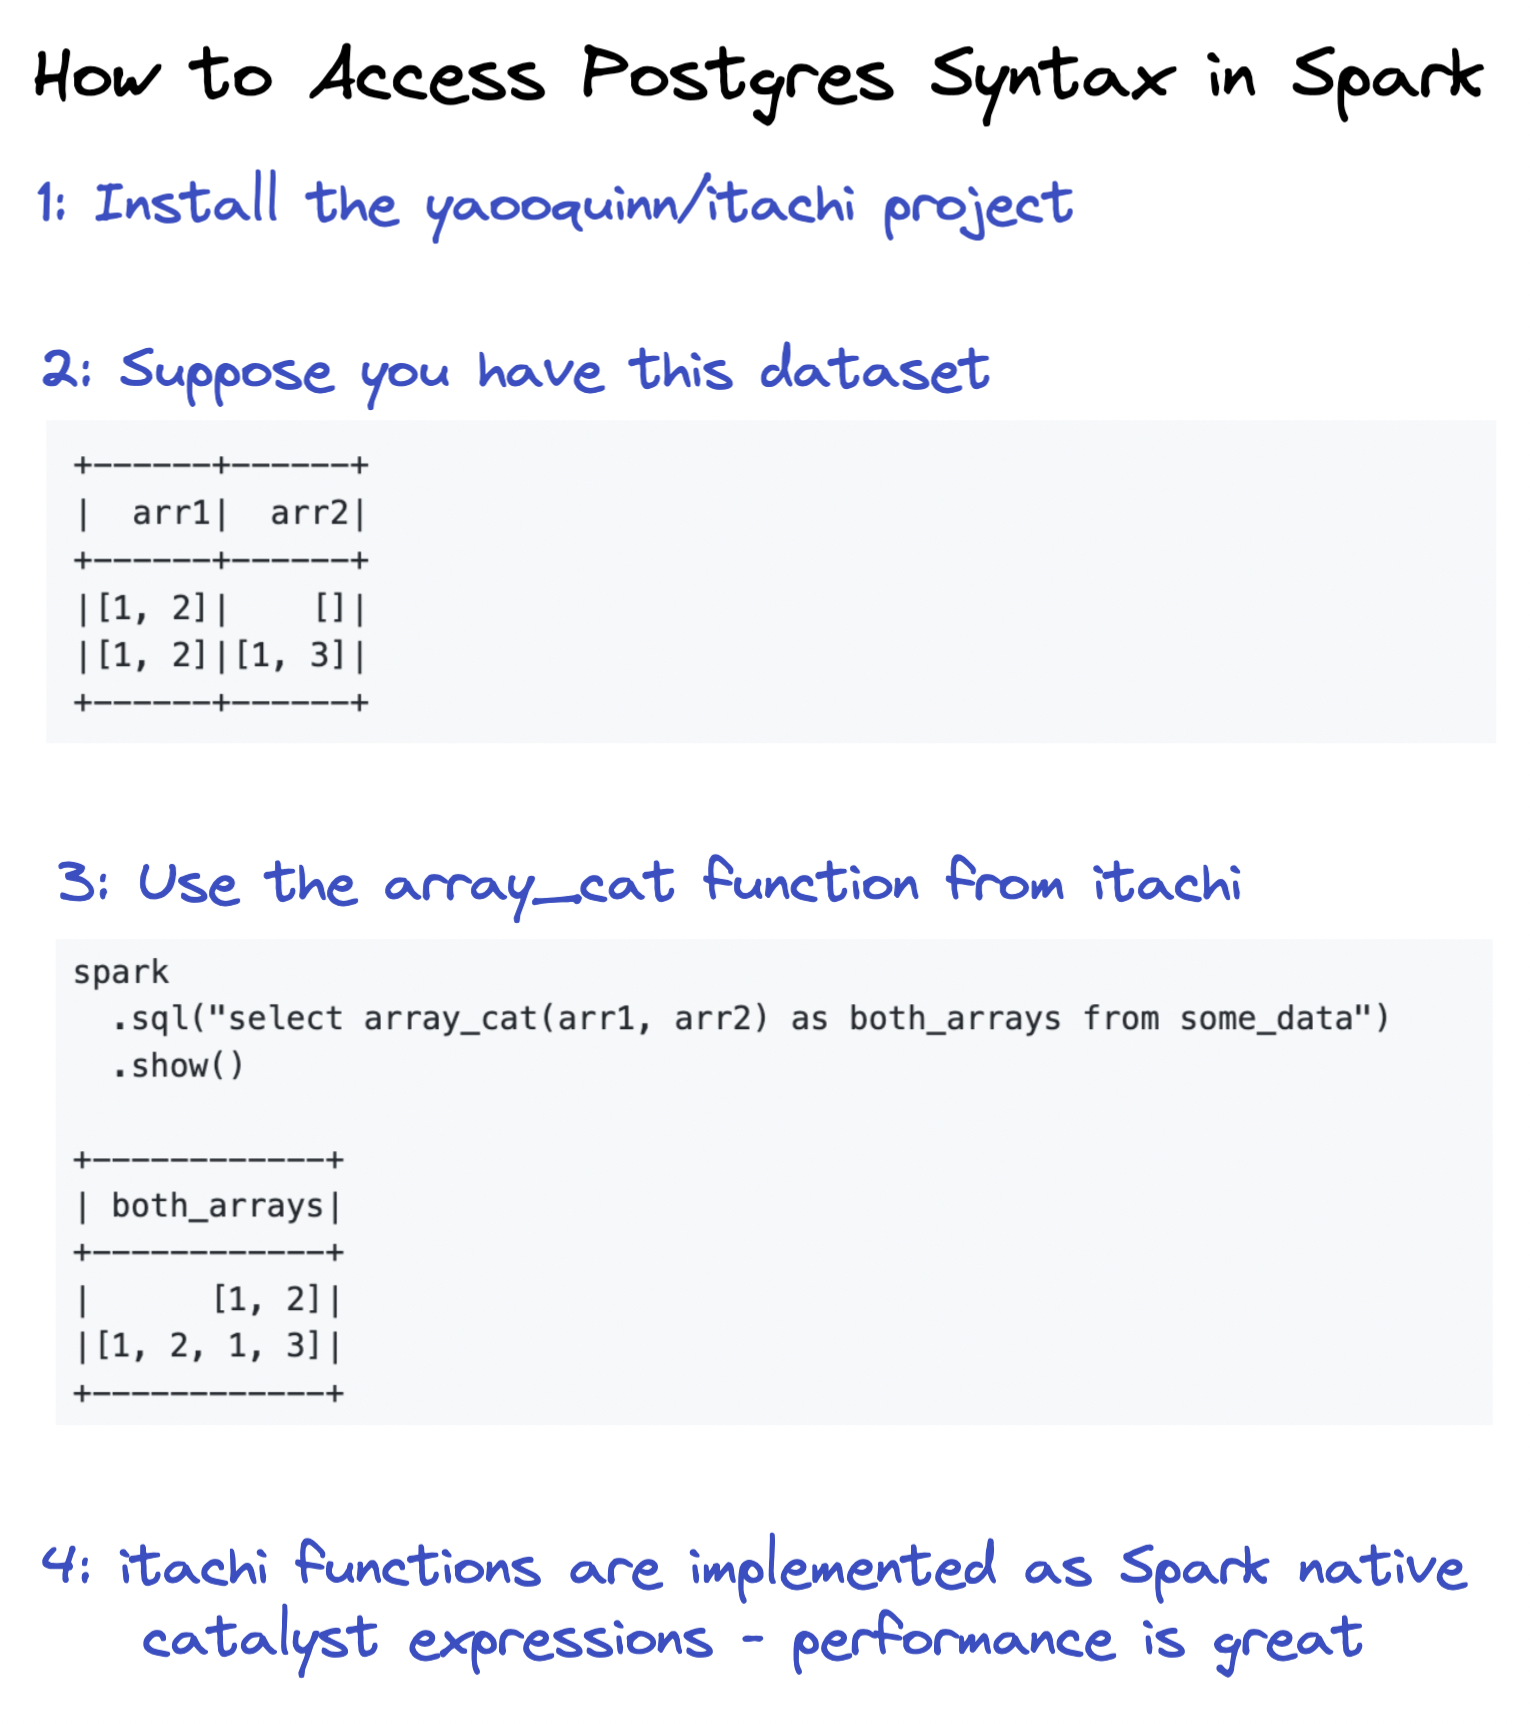 How to Access Postgres Syntax in Spark
1: Install the yaooquinn/itachi project
2: Suppose you have this dataset
+------+------+
|  arr1|  arr2|
+------+------+
|[1, 2]|    []|
|[1, 2]|[1, 3]|
+------+------+
3: Use the array_cat function from itachi
spark
  .sql("select array_cat(arr1, arr2) as both_arrays from some_data")
  .show()
+------------+
| both_arrays|
+------------+
|      [1, 2]|
|[1, 2, 1, 3]|
+------------+
4: itachi functions are implemented as Spark native
catalyst expressions - performance is great